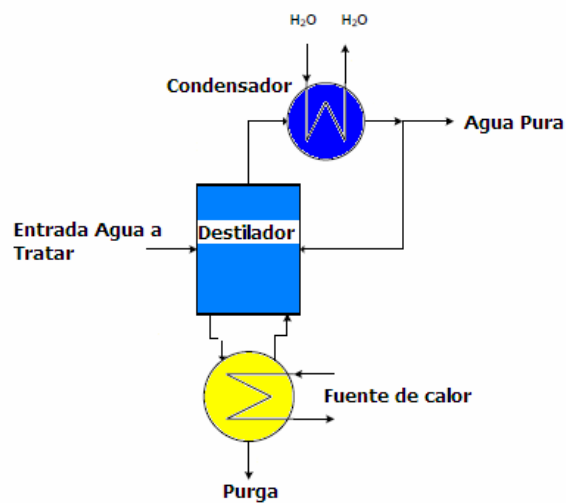 H₂O H₂O
Condensador
Agua Pura
Entrada Agua a
Tratar
Destilador
Fuente de calor
Purga